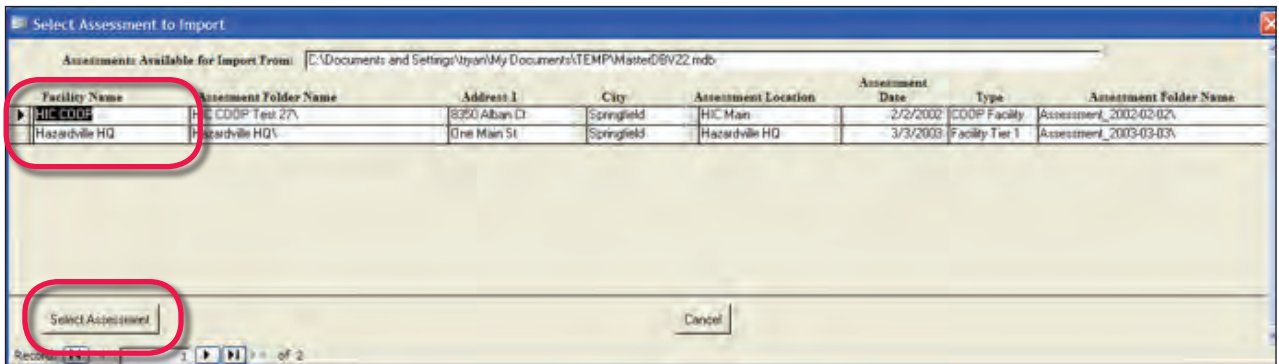 Select Assessment to Import
Assessments Available for Import From: C:\Documents and Settings\tryan\My Documents\TEMP\MasterDBV22.mdb
Facility Name Assessment Folder Name Address 1 City Assessment Location Assessment Date Type Assessment Folder Name
HIC COOP HIC COOP Test 27\ 8350 Alban Ct Springfield HIC Main 2/2/2002 COOP Facility Assessment_2002-02-02\
Hazardville HQ Hazardville HQ\ One Main St Springfield Hazardville HQ 3/3/2003 Facility Tier 1 Assessment_2003-03-03\
Select Assessment Cancel
Record: 1 of 2